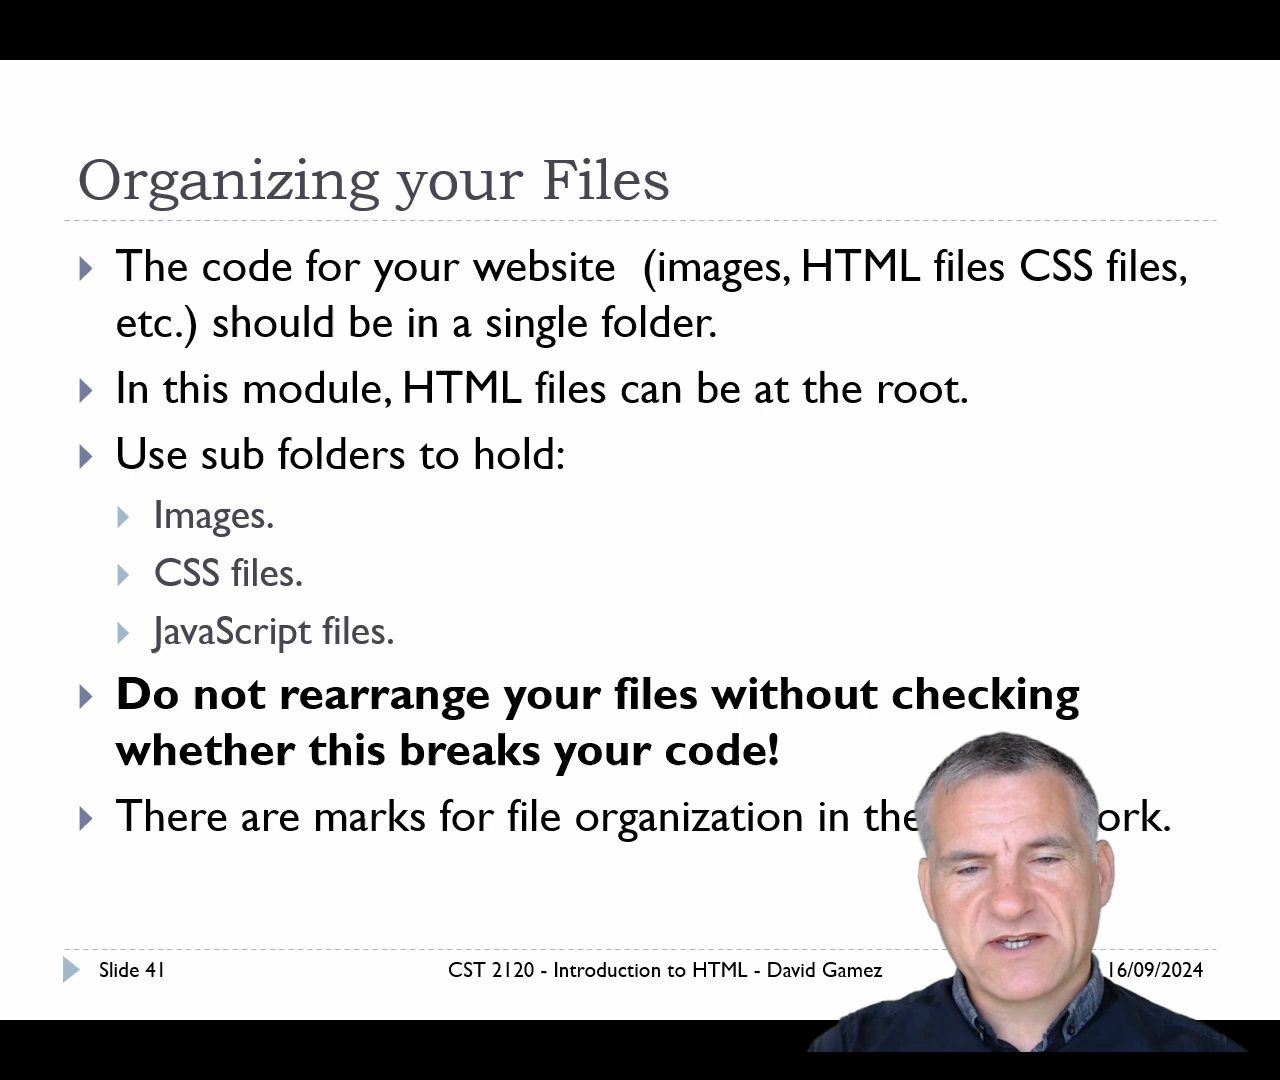 Organizing your Files
The code for your website (images, HTML files CSS files,
etc.) should be in a single folder.
In this module, HTML files can be at the root.
Use sub folders to hold:
Images.
CSS files.
JavaScript files.
Do not rearrange your files without checking
whether this breaks your code!
There are marks for file organization in the
Slide 41
CST 2120 - Introduction to HTML - David Gamez
16/09/2024